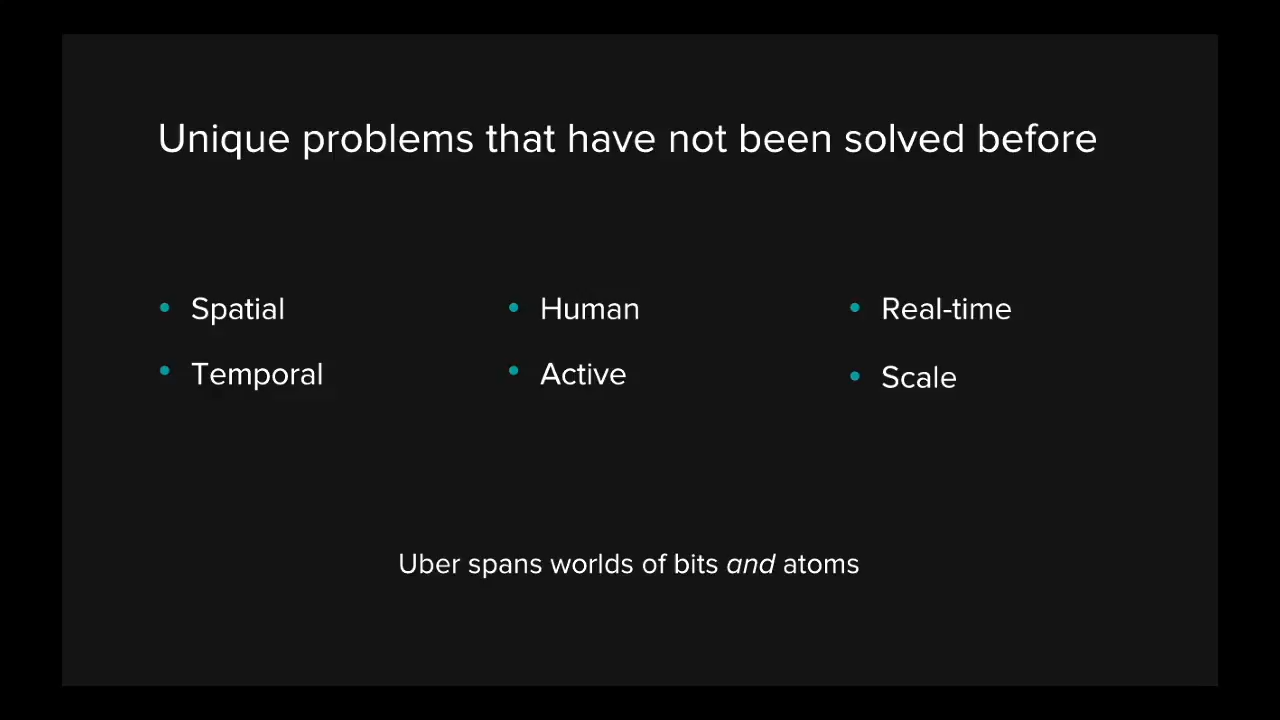 Unique problems that have not been solved before
• Spatial
• Temporal
• Human
• Active
• Real-time
• Scale
Uber spans worlds of bits and atoms